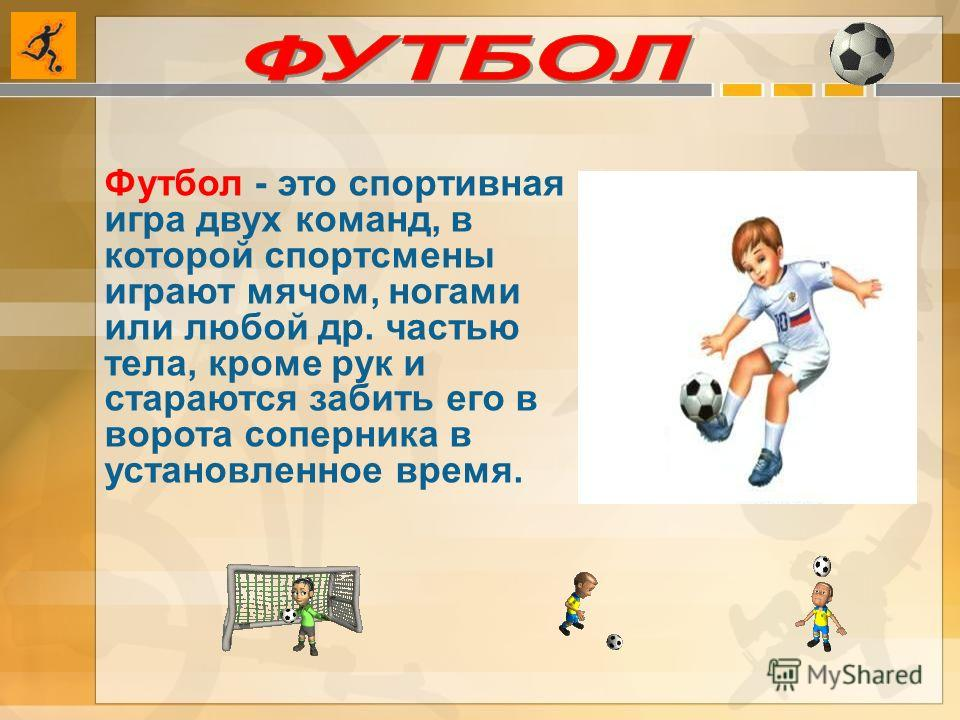 ФУТБОЛ
Футбол - это спортивная
игра двух команд, в
которой спортсмены
играют мячом, ногами
или любой др. частью
тела, кроме рук и
стараются забить его в
ворота соперника в
установленное время.
10
MyShared